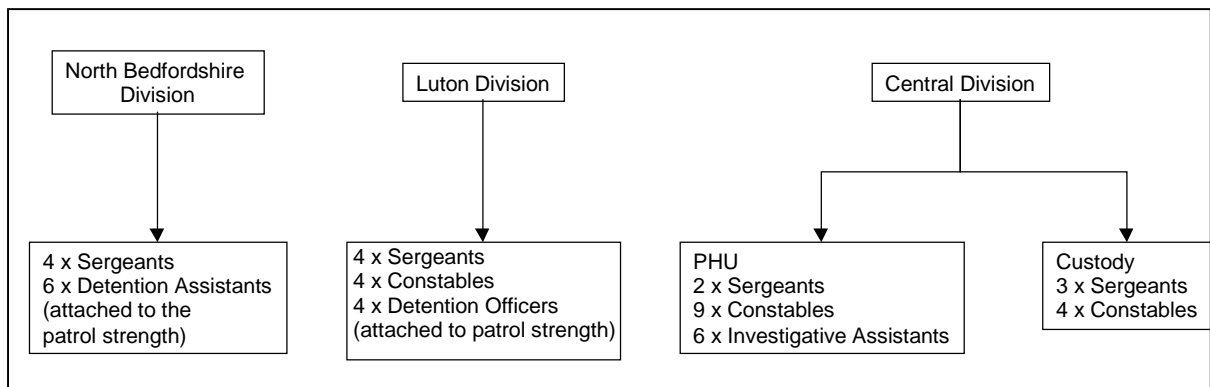 North Bedfordshire
Division
Luton Division
Central Division
4 x Sergeants
6 x Detention Assistants
(attached to the
patrol strength)
4 x Sergeants
4 x Constables
4 x Detention Officers
(attached to patrol strength)
PHU
2 x Sergeants
9 x Constables
6 x Investigative Assistants
Custody
3 x Sergeants
4 x Constables